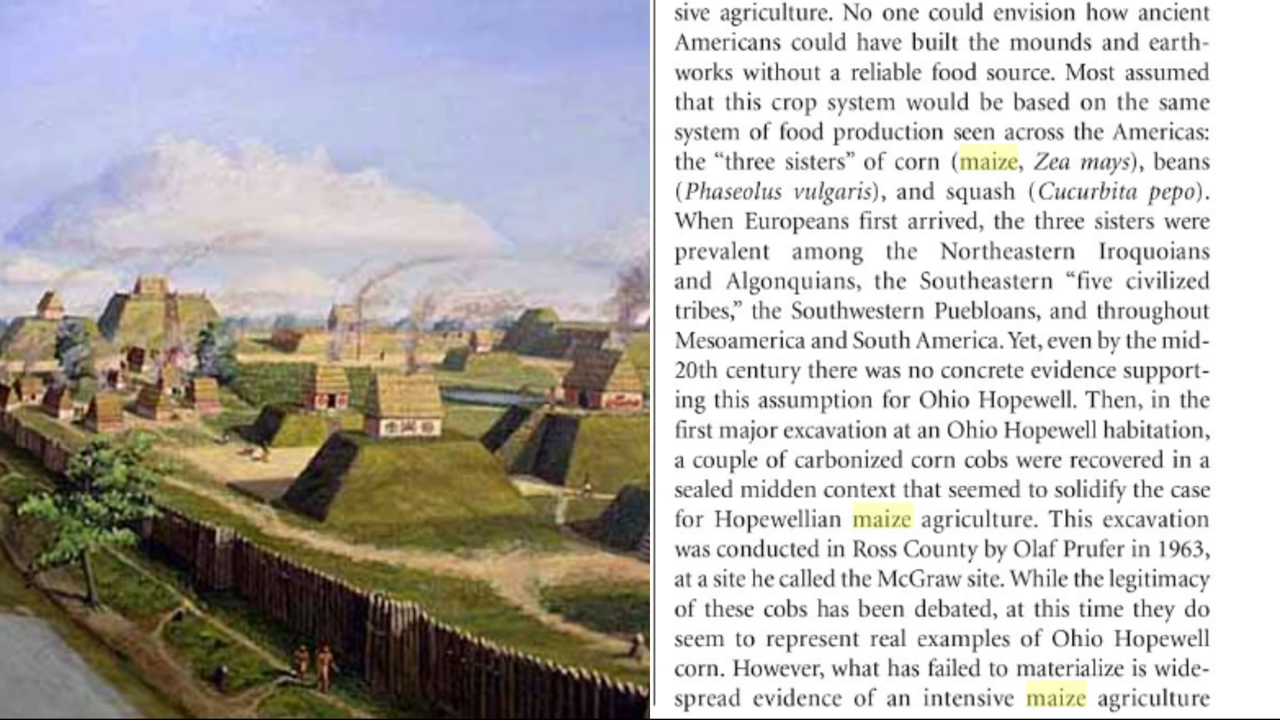 sive agriculture. No one could envision how ancient
Americans could have built the mounds and earth-
works without a reliable food source. Most assumed
that this crop system would be based on the same
system of food production seen across the Americas:
the “three sisters” of corn (maize, Zea mays), beans
(Phaseolus vulgaris), and squash (Cucurbita pepo).
When Europeans first arrived, the three sisters were
prevalent among the Northeastern Iroquoians
and Algonquians, the Southeastern “five civilized
tribes,” the Southwestern Puebloans, and throughout
Mesoamerica and South America. Yet, even by the mid-
20th century there was no concrete evidence support-
ing this assumption for Ohio Hopewell. Then, in the
first major excavation at an Ohio Hopewell habitation,
a couple of carbonized corn cobs were recovered in a
sealed midden context that seemed to solidify the case
for Hopewellian maize agriculture. This excavation
was conducted in Ross County by Olaf Prufer in 1963,
at a site he called the McGraw site. While the legitimacy
of these cobs has been debated, at this time they do
seem to represent real examples of Ohio Hopewell
corn. However, what has failed to materialize is wide-
spread evidence of an intensive maize agriculture